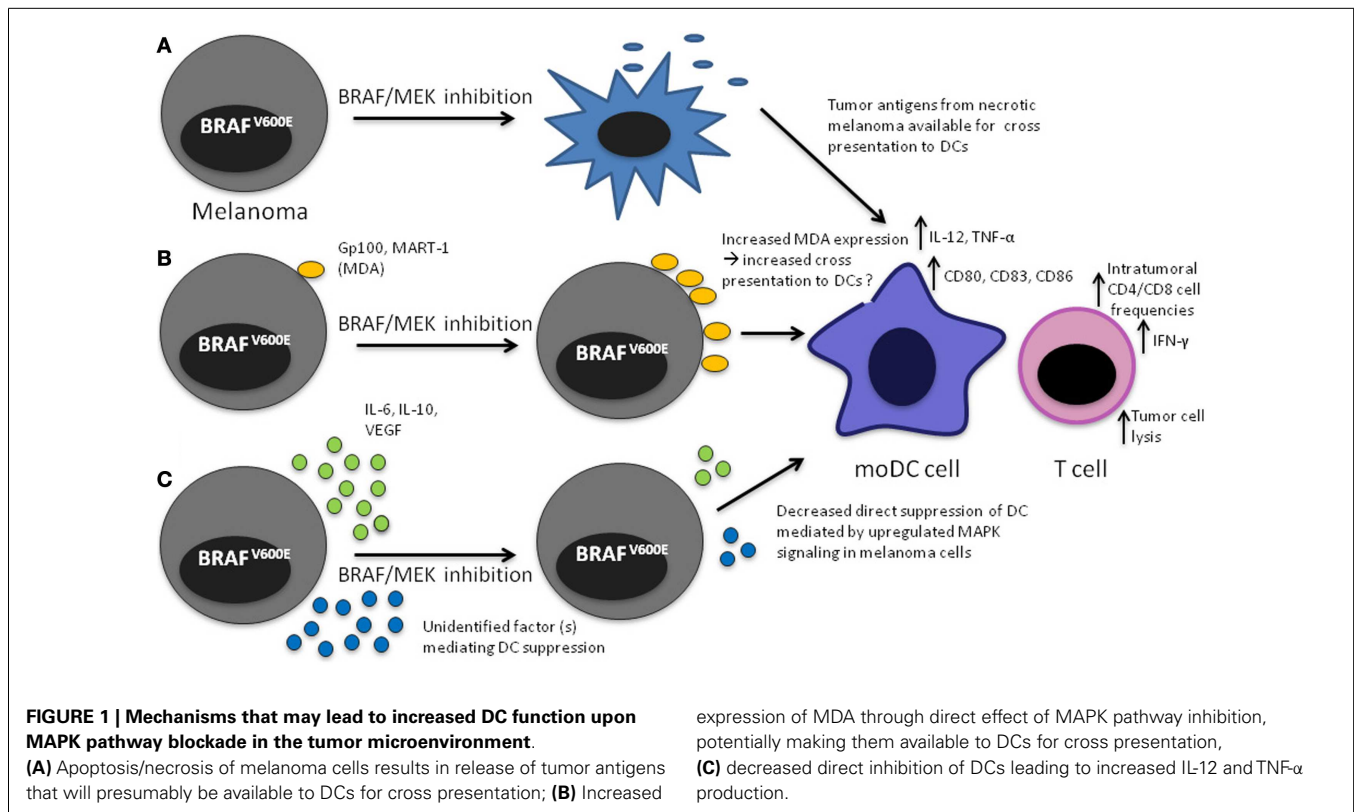 A
BRAF V600E
Melanoma
BRAF/MEK inhibition
Tumor antigens from necrotic
melanoma available for cross
presentation to DCs
B
Gp100, MART-1
(MDA)
BRAF V600E
BRAF/MEK inhibition
BRAF V600E
Increased MDA expression
→ increased cross
presentation to DCs ?
IL-12, TNF-α
CD80, CD83, CD86
moDC cell
Intratumoral
CD4/CD8 cell
frequencies
IFN-γ
Tumor cell
lysis
T cell
C
IL-6, IL-10,
VEGF
BRAF V600E
BRAF/MEK inhibition
Unidentified factor (s)
mediating DC suppression
BRAF V600E
Decreased direct suppression of DC
mediated by upregulated MAPK
signaling in melanoma cells
FIGURE 1 | Mechanisms that may lead to increased DC function upon
MAPK pathway blockade in the tumor microenvironment.
(A) Apoptosis/necrosis of melanoma cells results in release of tumor antigens
that will presumably be available to DCs for cross presentation; (B) Increased
expression of MDA through direct effect of MAPK pathway inhibition,
potentially making them available to DCs for cross presentation,
(C) decreased direct inhibition of DCs leading to increased IL-12 and TNF-α
production.